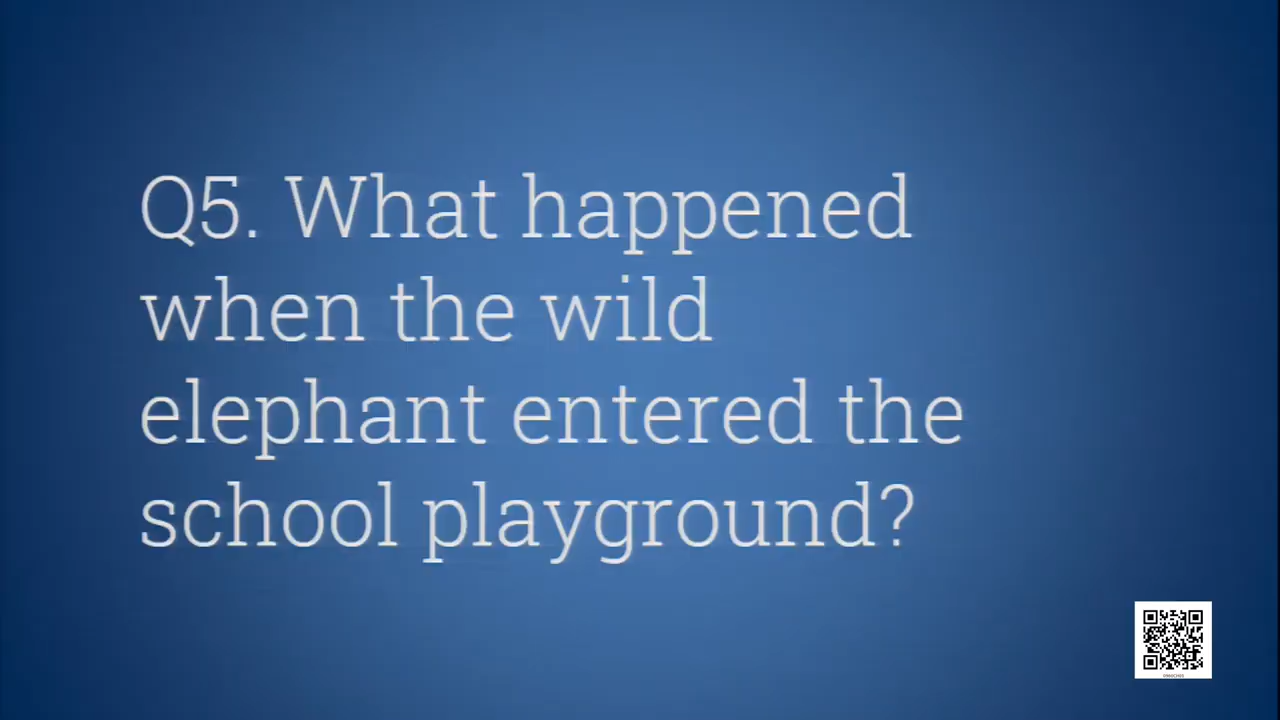 Q5. What happened
when the wild
elephant entered the
school playground?